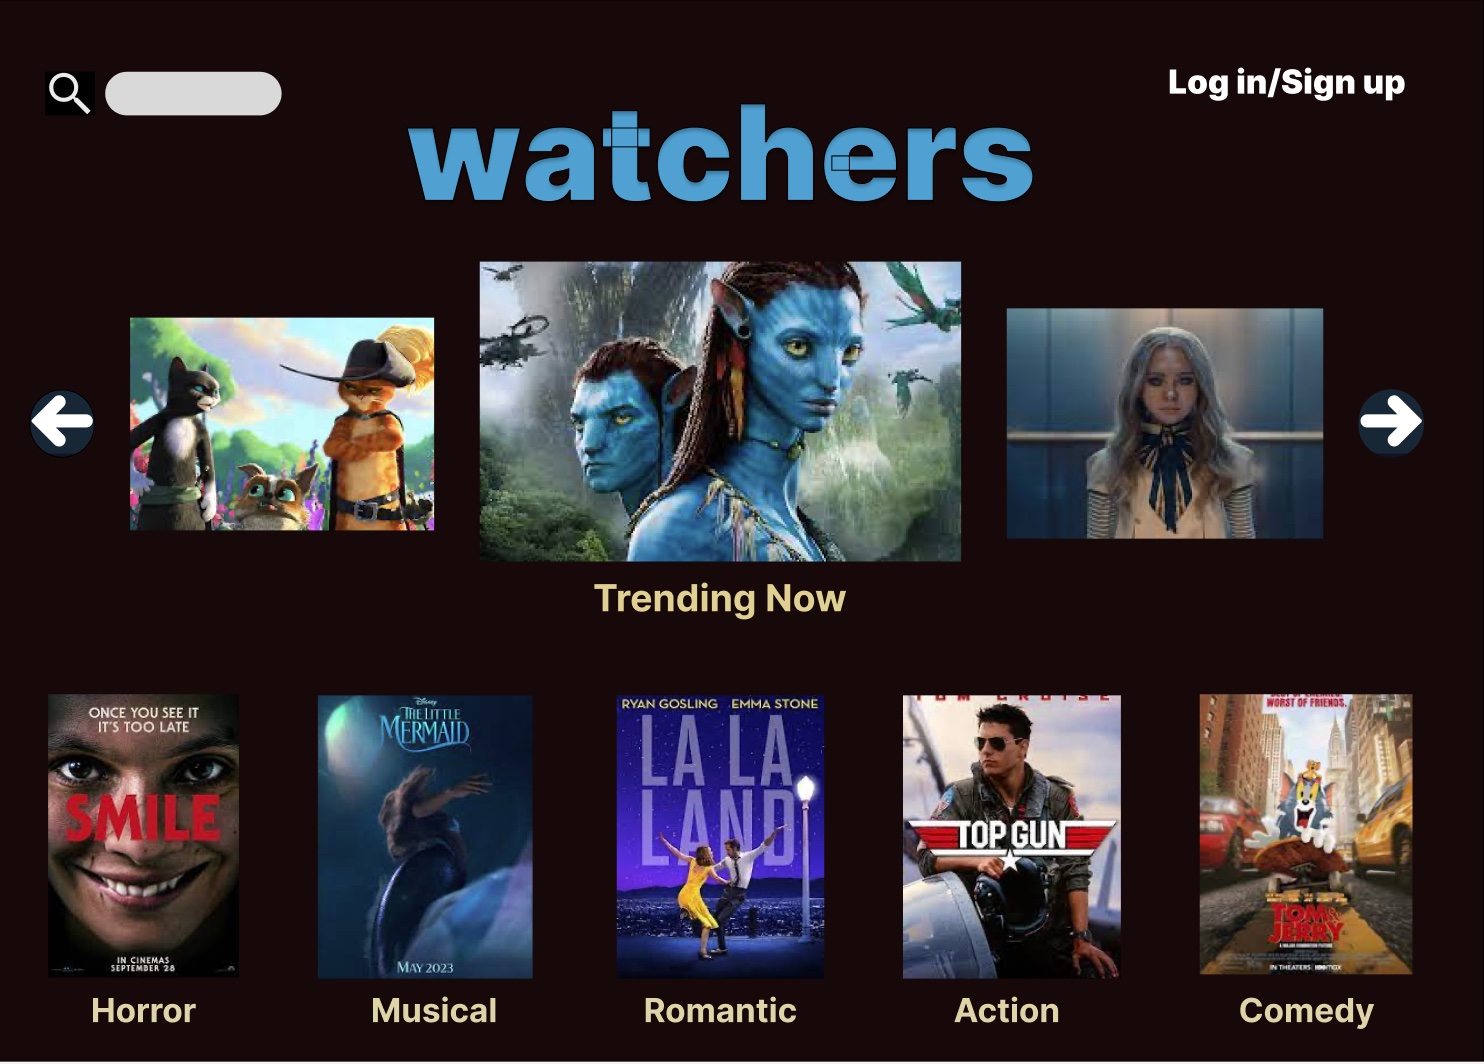 Log in/Sign up
watchers
Trending Now
ONCE YOU SEE IT
IT'S TOO LATE
SMILE
IN CINEMAS
SEPTEMBER 28
Disney
THE LITTLE
MERMAID
MAY 2023
RYAN GOSLING EMMA STONE
LA LA
LAND
TOM CRUISE
TOP GUN
WORST OF FRIENDS.
TOM &
JERRY
IN THEATERS HBOMAX
Horror
Musical
Romantic
Action
Comedy